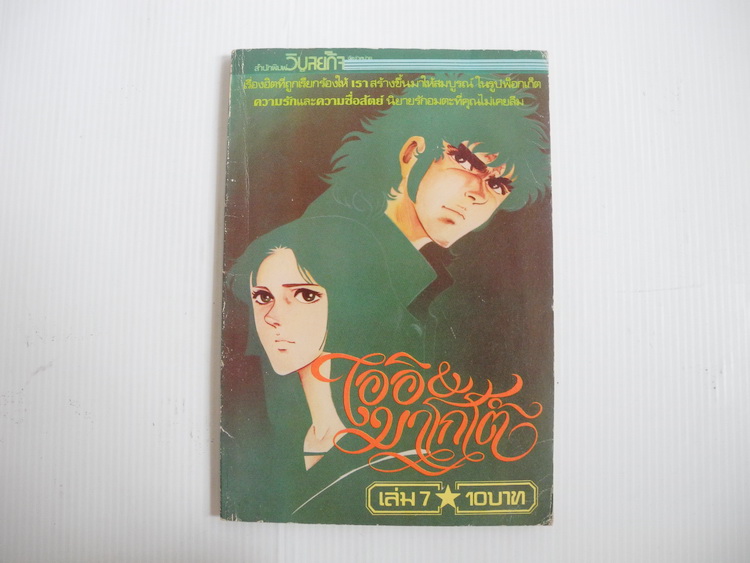 สำนักพิมพ์ วิบูลย์กิจ
เรื่องฮิตที่ถูกเรียกร้องให้ เรา สร้างขึ้นมาให้สมบูรณ์ ในรูปพ็อกเก็ต
ความรักและความซื่อสัตย์ นิยายรักอมตะที่คุณไม่เคยลืม
ไออิ&
มาโกโต้
เล่ม 7 ★ 10บาท